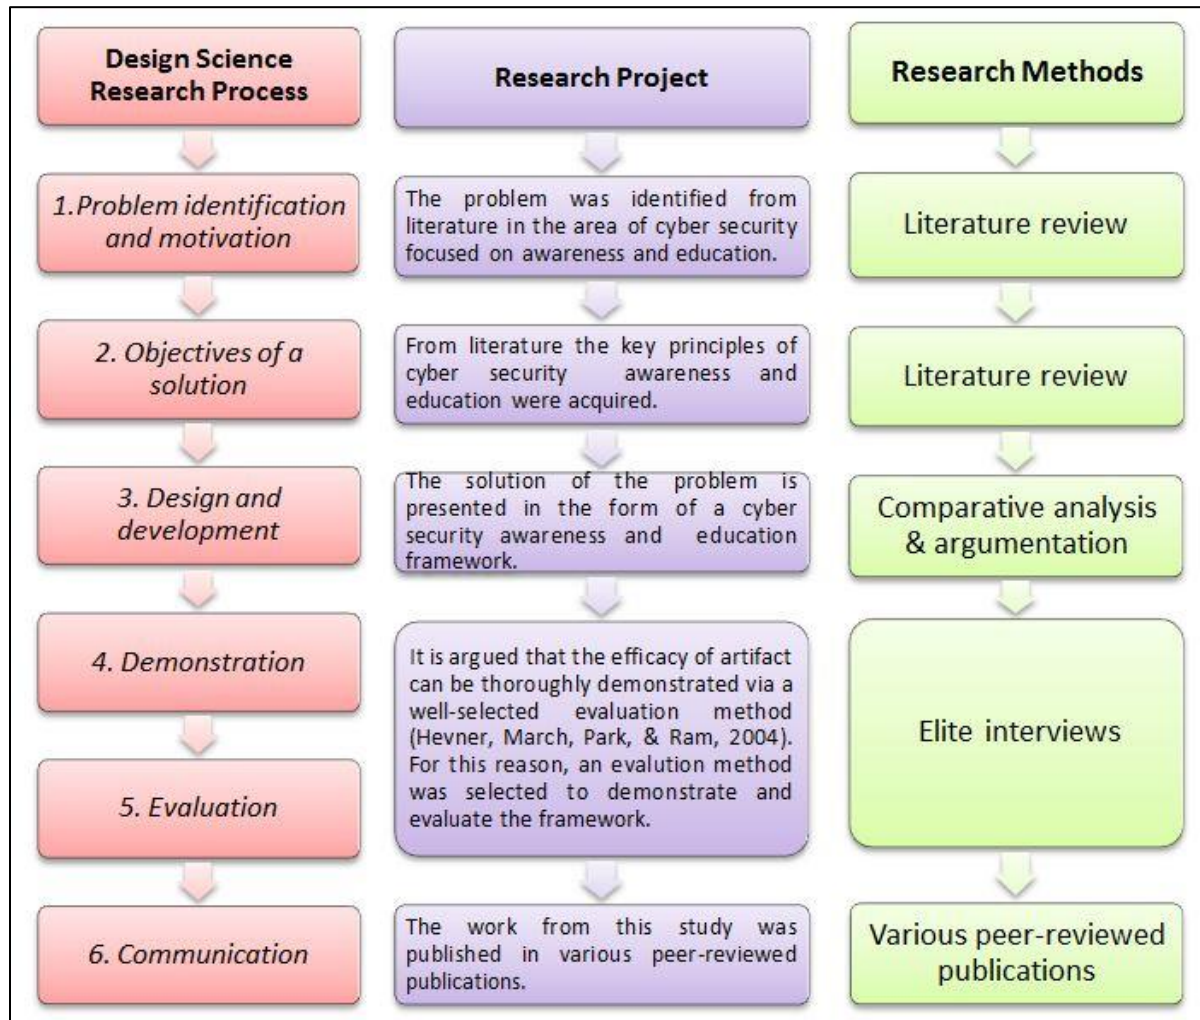 Design Science
Research Process
Research Project
Research Methods
1.Problem identification
and motivation
The problem was identified from
literature in the area of cyber security
focused on awareness and education.
Literature review
2. Objectives of a
solution
From literature the key principles of
cyber security awareness and
education were acquired.
Literature review
3. Design and
development
The solution of the problem is
presented in the form of a cyber
security awareness and education
framework.
Comparative analysis
& argumentation
4. Demonstration
5. Evaluation
It is argued that the efficacy of artifact
can be thoroughly demonstrated via a
well-selected evaluation method
(Hevner, March, Park, & Ram, 2004).
For this reason, an evalution method
was selected to demonstrate and
evaluate the framework.
Elite interviews
6. Communication
The work from this study was
published in various peer-reviewed
publications.
Various peer-reviewed
publications